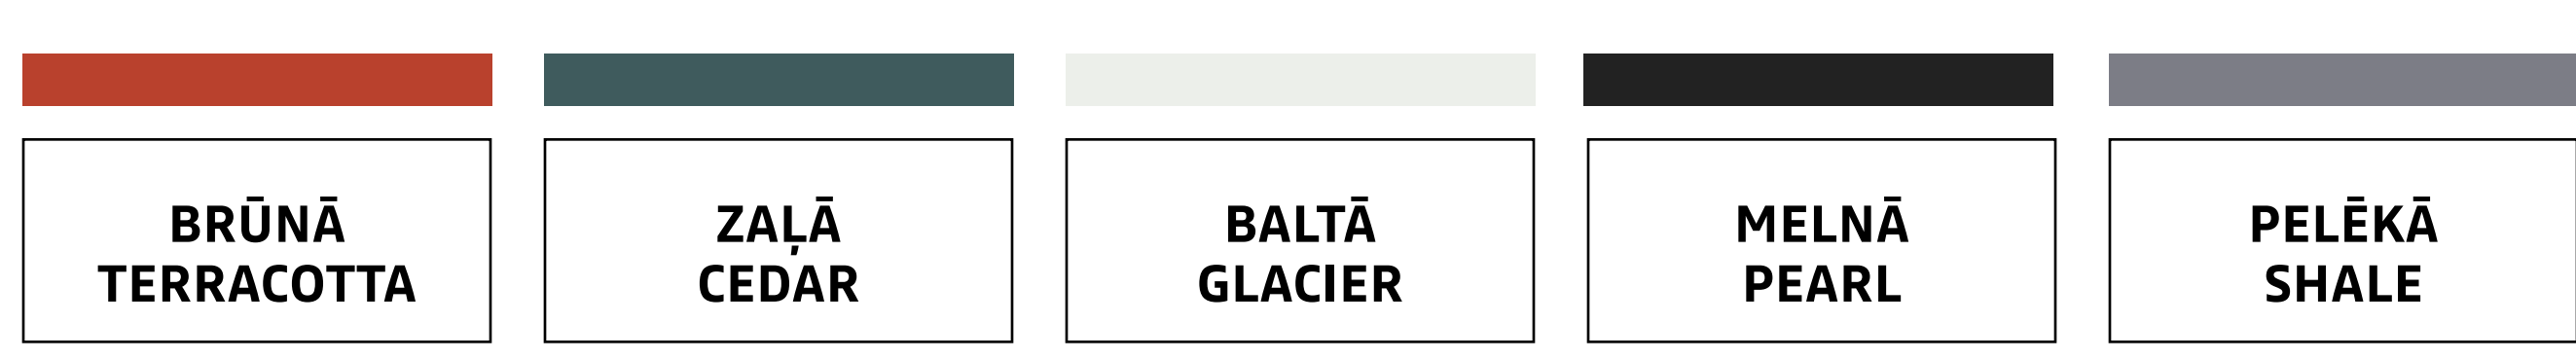 BRŪNĀ
TERRACOTTA
ZAĻĀ
CEDAR
BALTĀ
GLACIER
MELNĀ
PEARL
PELĒKĀ
SHALE